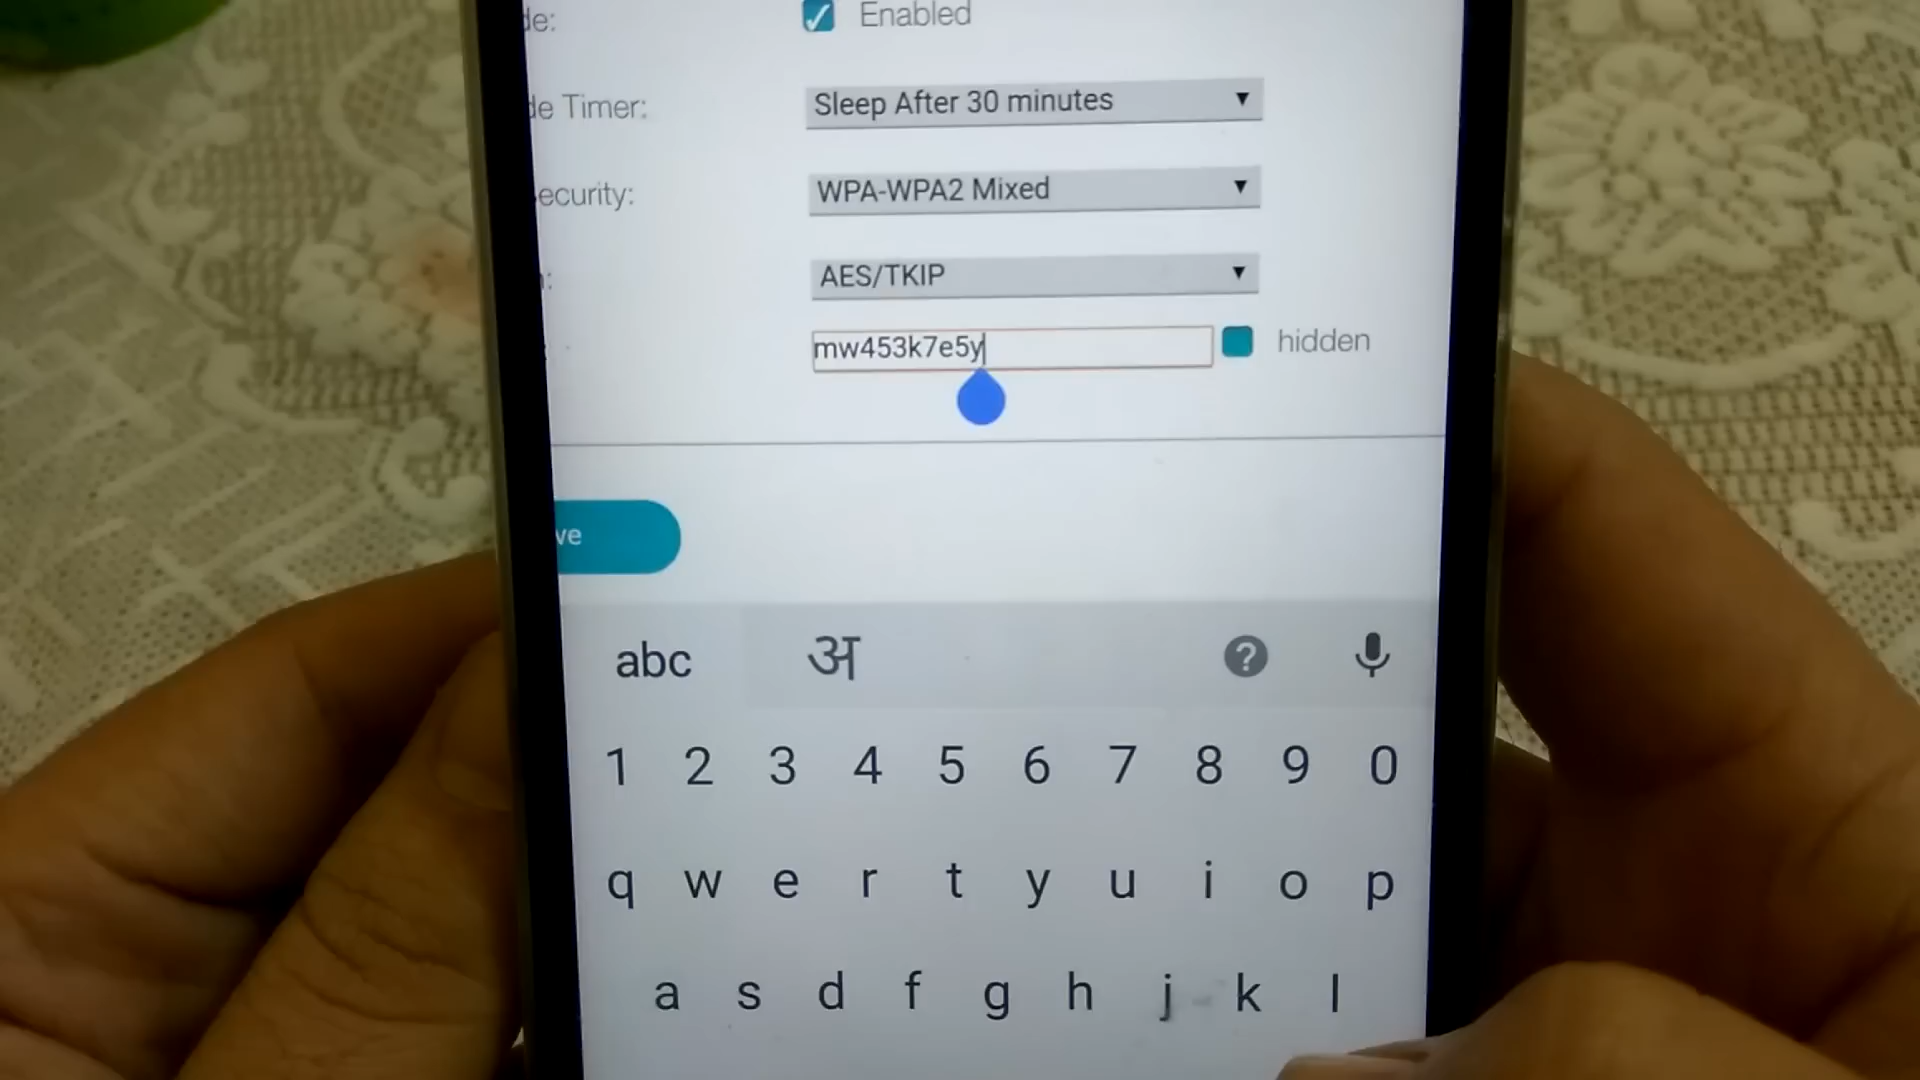 de: Enabled
de Timer: Sleep After 30 minutes
ecurity: WPA-WPA2 Mixed
AES/TKIP
mw453k7e5y hidden
ve
abc अ
1 2 3 4 5 6 7 8 9 0
q w e r t y u i o p
a s d f g h j k l